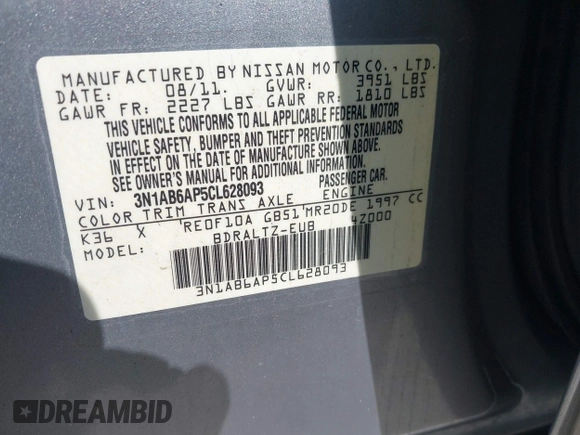 MANUFACTURED BY NISSAN MOTOR CO., LTD.
DATE: 08/11. GVWR: 3951 LBS
GAWR FR: 2227 LBS GAWR RR: 1810 LBS
THIS VEHICLE CONFORMS TO ALL APPLICABLE FEDERAL MOTOR
VEHICLE SAFETY, BUMPER AND THEFT PREVENTION STANDARDS
IN EFFECT ON THE DATE OF MANUFACTURE SHOWN ABOVE.
SEE OWNER'S MANUAL FOR ADDITIONAL INFORMATION.
VIN: 3N1AB6AP5CL628093 PASSENGER CAR.
COLOR TRIM TRANS AXLE ENGINE
K36 X 'RE0F10A GB51'MR20DE 1997 CC
MODEL: BDRALTZ-EUB 4Z000
3N1AB6AP5CL628093
DREAMBID